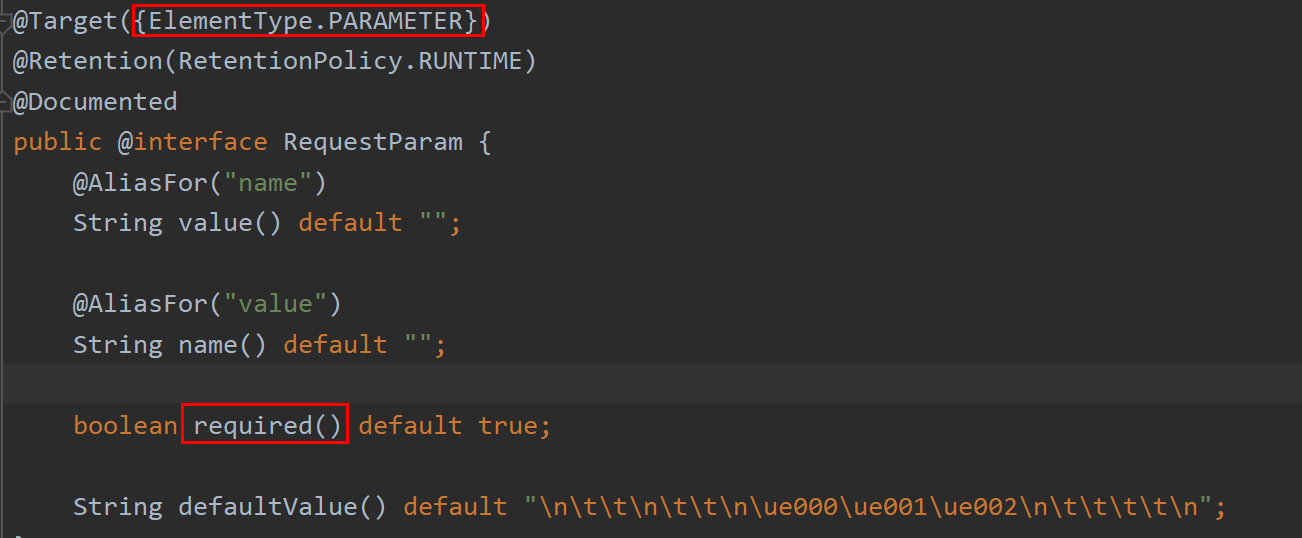 @Target({ElementType.PARAMETER})
@Retention(RetentionPolicy.RUNTIME)
@Documented
public @interface RequestParam {
@AliasFor("name")
String value() default "";
@AliasFor("value")
String name() default "";
boolean required() default true;
String defaultValue() default "\n\t\t\n\t\t\n\ue000\ue001\ue002\n\t\t\t\t\n";